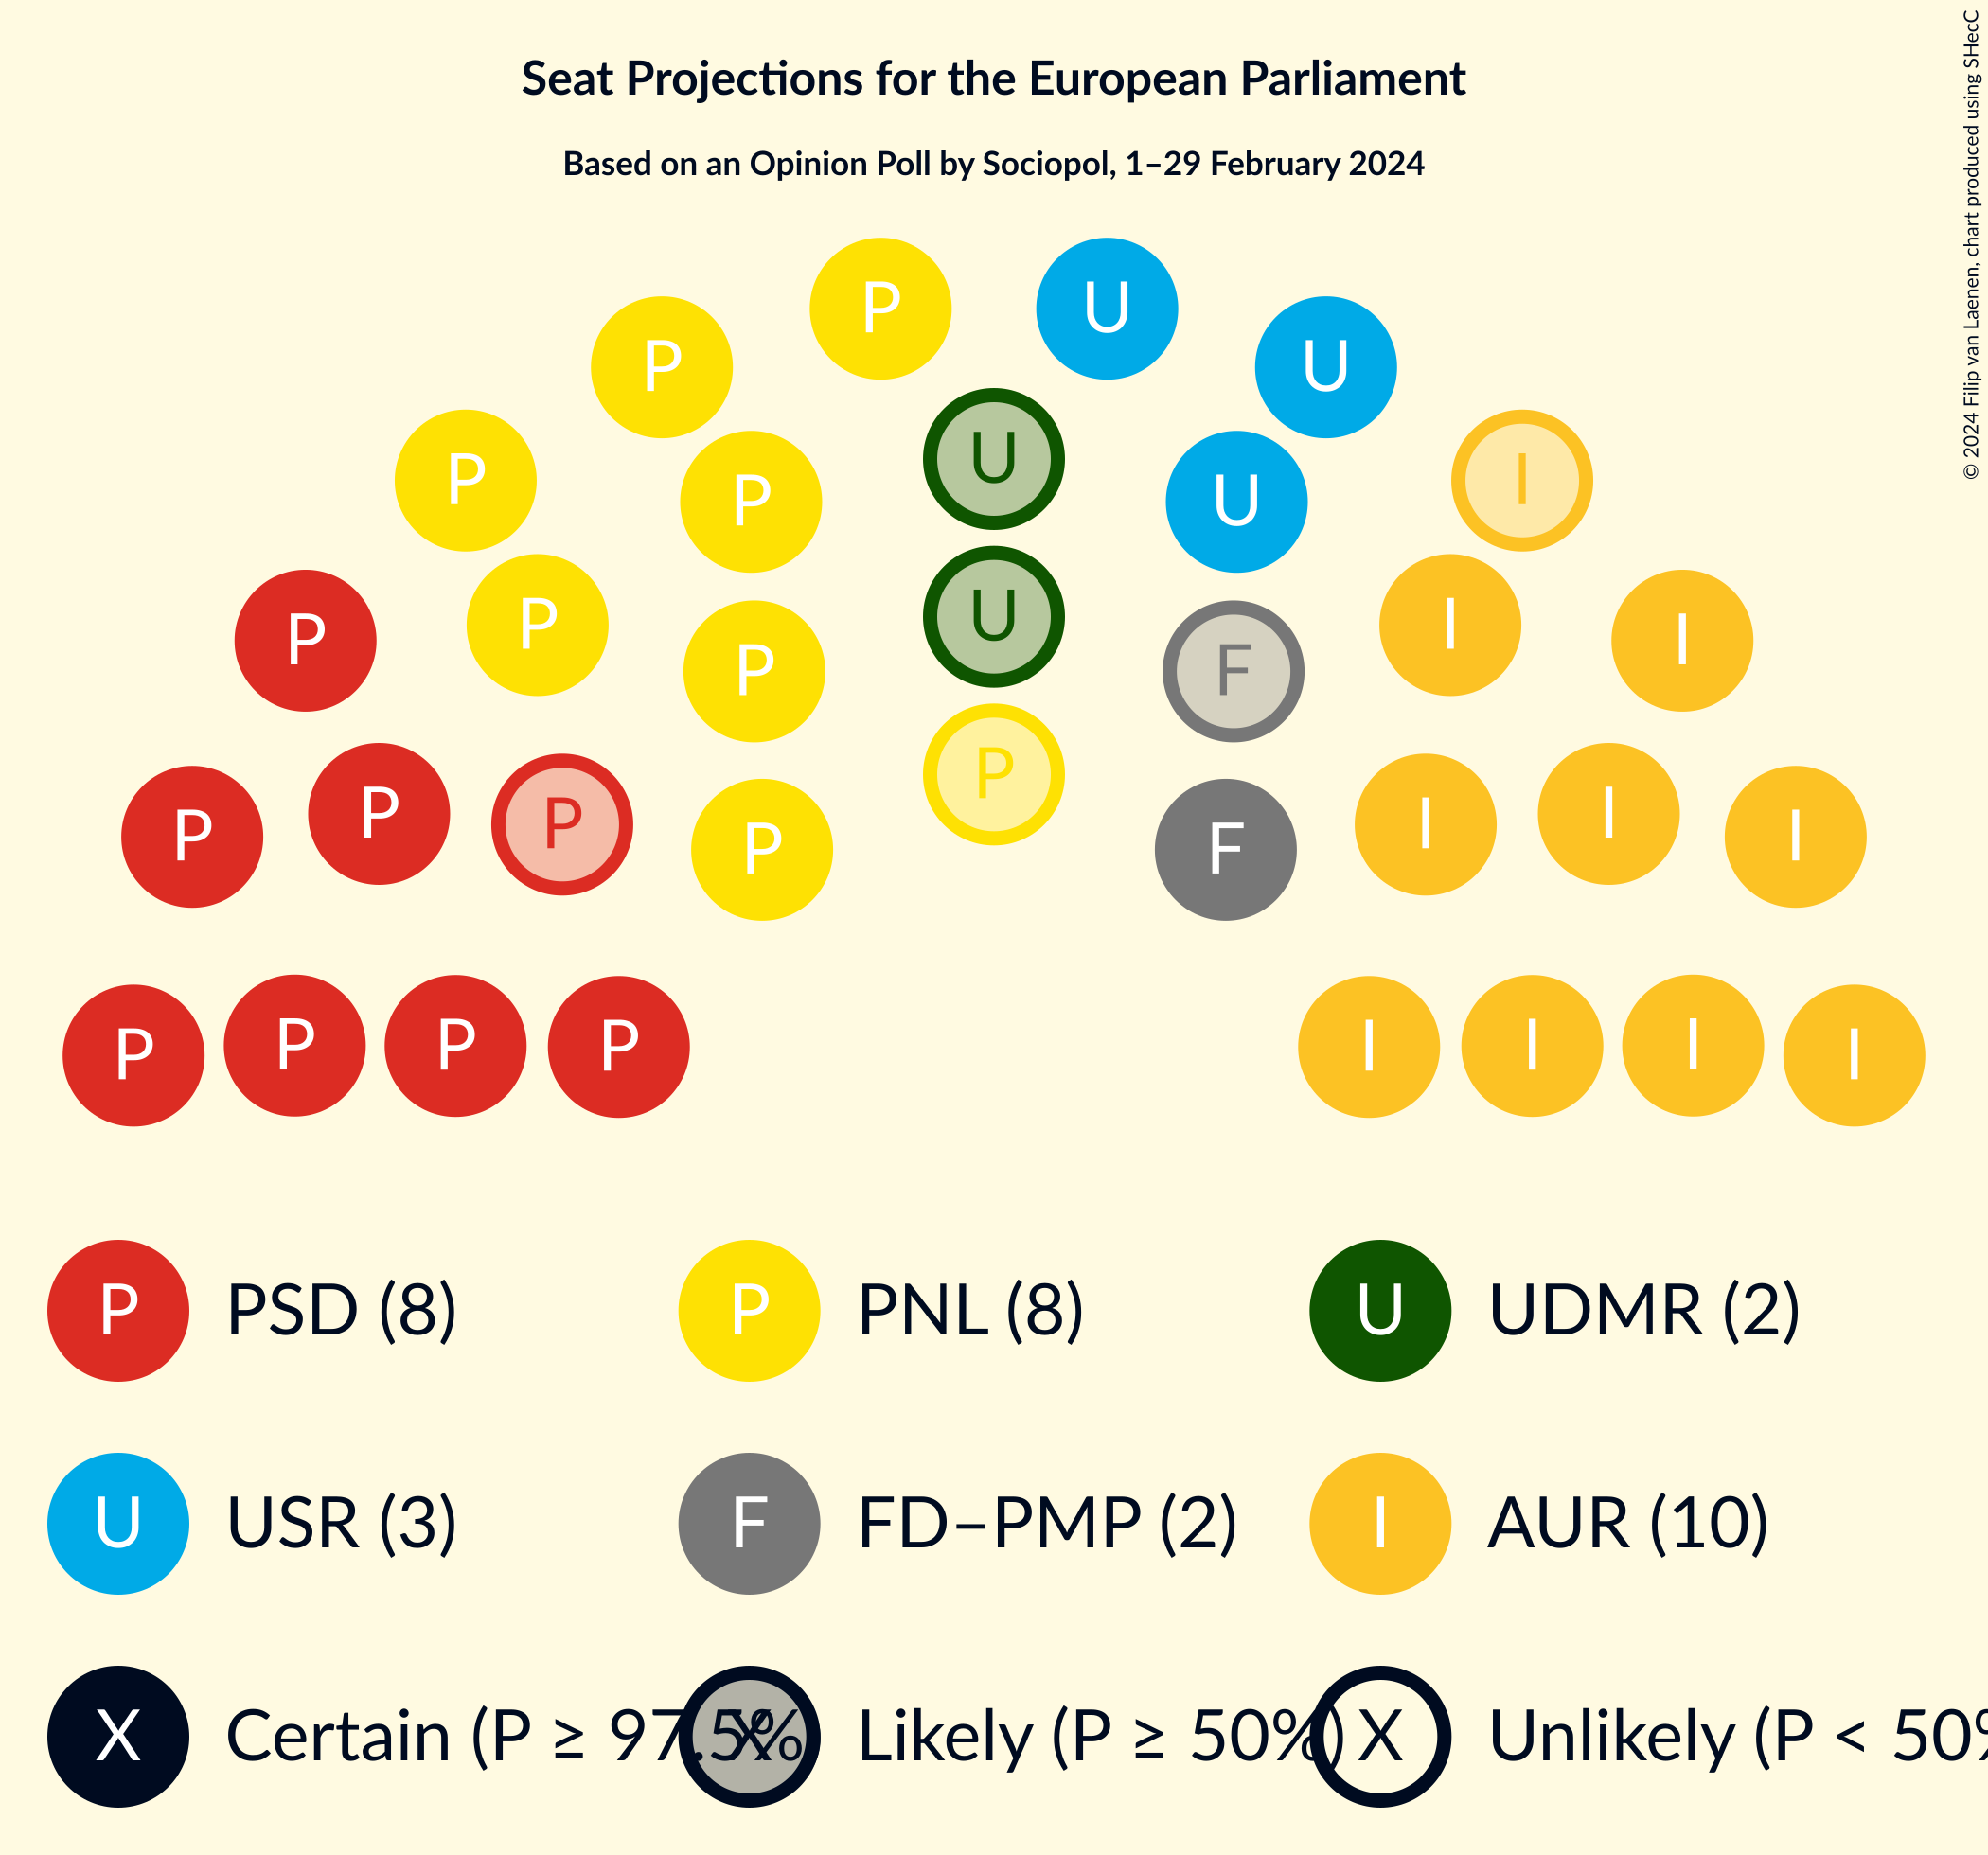 Seat Projections for the European Parliament
Based on an Opinion Poll by Sociopol, 1–29 February 2024
© 2024 Filip van Laenen, chart produced using SHecC
P U
P U
U
P I
P U
P I
U
P I
P F
P
P P P P F I I I
P P P P I I I I
P PSD (8) P PNL (8) U UDMR (2)
U USR (3) F FD–PMP (2) I AUR (10)
X Certain (P ≥ 97.5% X Likely (P ≥ 50%) X Unlikely (P < 50%